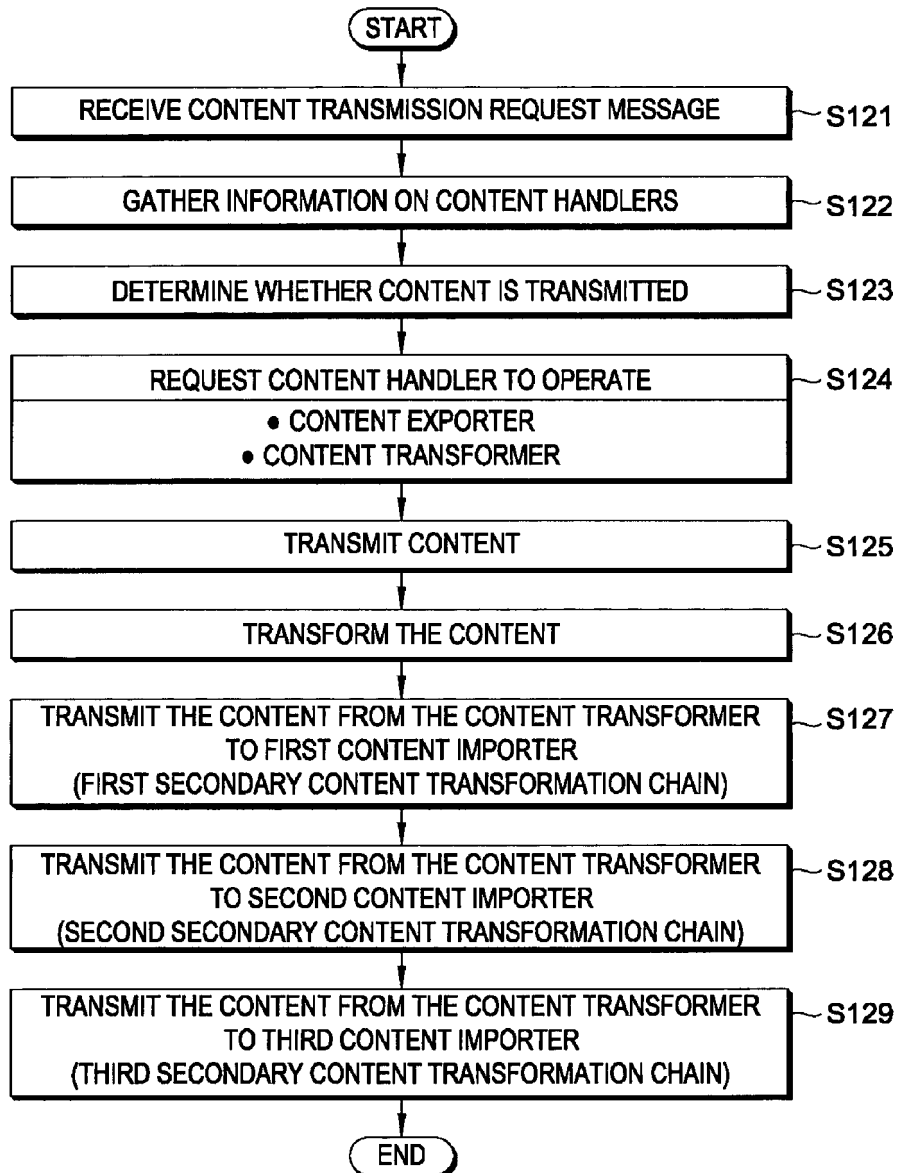 START
RECEIVE CONTENT TRANSMISSION REQUEST MESSAGE
S121
GATHER INFORMATION ON CONTENT HANDLERS
S122
DETERMINE WHETHER CONTENT IS TRANSMITTED
S123
REQUEST CONTENT HANDLER TO OPERATE
S124
• CONTENT EXPORTER
• CONTENT TRANSFORMER
TRANSMIT CONTENT
S125
TRANSFORM THE CONTENT
S126
TRANSMIT THE CONTENT FROM THE CONTENT TRANSFORMER
S127
TO FIRST CONTENT IMPORTER
(FIRST SECONDARY CONTENT TRANSFORMATION CHAIN)
TRANSMIT THE CONTENT FROM THE CONTENT TRANSFORMER
S128
TO SECOND CONTENT IMPORTER
(SECOND SECONDARY CONTENT TRANSFORMATION CHAIN)
TRANSMIT THE CONTENT FROM THE CONTENT TRANSFORMER
S129
TO THIRD CONTENT IMPORTER
(THIRD SECONDARY CONTENT TRANSFORMATION CHAIN)
END